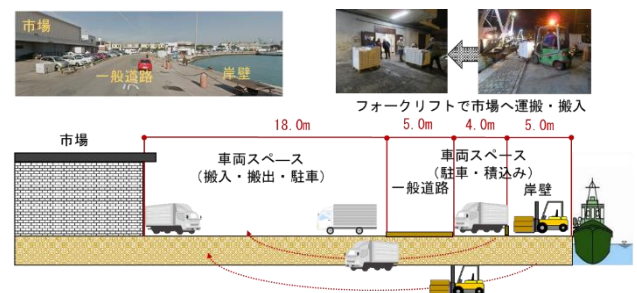 市場
一般道路
岸壁
フォークリフトで市場へ運搬・搬入
18.0m
5.0m
4.0m
5.0m
市場
車両スペース
（搬入・搬出・駐車）
一般道路
車両スペース
（駐車・積込み）
岸壁